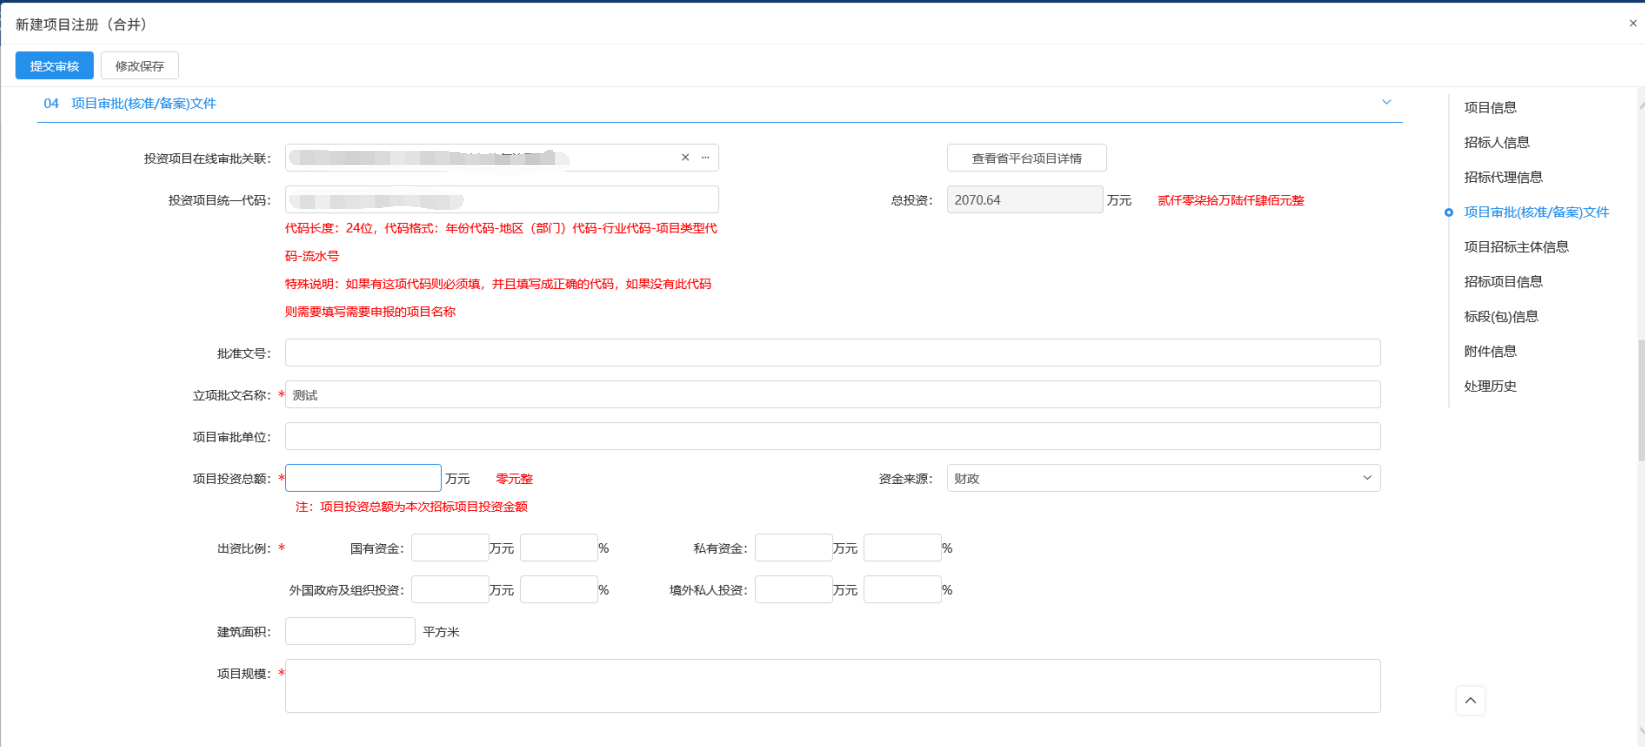 新建项目注册（合并）
提交审核 修改保存
04 项目审批(核准/备案)文件
投资项目在线审批关联： 查看省平台项目详情
投资项目统一代码： 总投资： 2070.64 万元 贰仟零柒拾万陆仟肆佰元整
代码长度：24位，代码格式：年份代码-地区（部门）代码-行业代码-项目类型代
码-流水号
特殊说明：如果有这项代码则必须填，并且填写成正确的代码，如果没有此代码
则需要填写需要申报的项目名称
批准文号：
立项批文名称：* 测试
项目审批单位：
项目投资总额：* 万元 零元整 资金来源： 财政
注：项目投资总额为本次招标项目投资金额
出资比例：* 国有资金： 万元 % 私有资金： 万元 %
外国政府及组织投资： 万元 % 境外私人投资： 万元 %
建筑面积： 平方米
项目规模：*
项目信息
招标人信息
招标代理信息
项目审批(核准/备案)文件
项目招标主体信息
招标项目信息
标段(包)信息
附件信息
处理历史